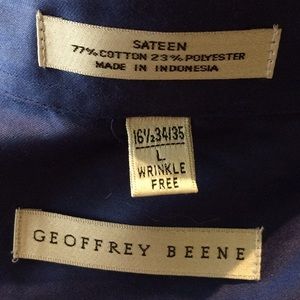 SATEEN
77% COTTON 23% POLYESTER
MADE IN INDONESIA
16½ 34/35
L
WRINKLE
FREE
GEOFFREY BEENE